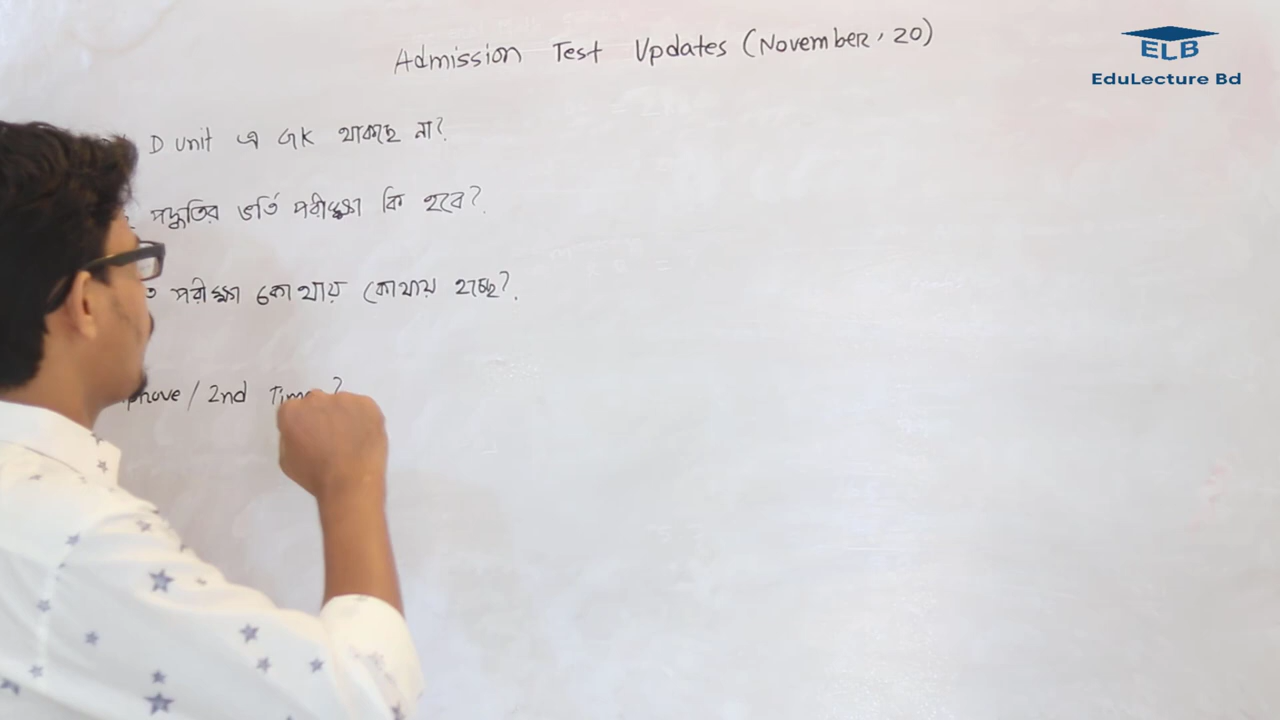 Admission Test Updates (November, 20)
ELB
EduLecture Bd
D unit এ GK থাকছে না?
পদ্ধতির ভর্তি পরীক্ষা কি হবে?
পরীক্ষা কোথায় কোথায় হচ্ছে?
/ 2nd Time ?